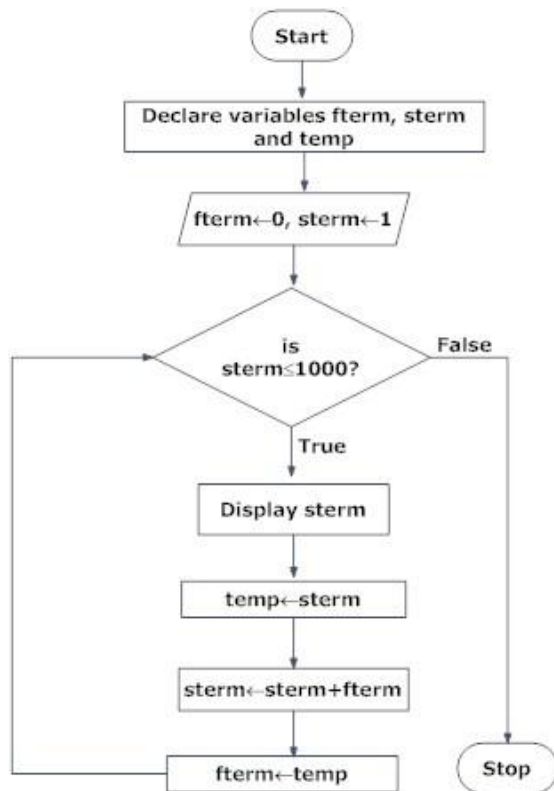 Start
Declare variables fterm, sterm
and temp
fterm←0, sterm←1
is
sterm≤1000?
False
True
Display sterm
temp←sterm
sterm←sterm+fterm
fterm←temp
Stop